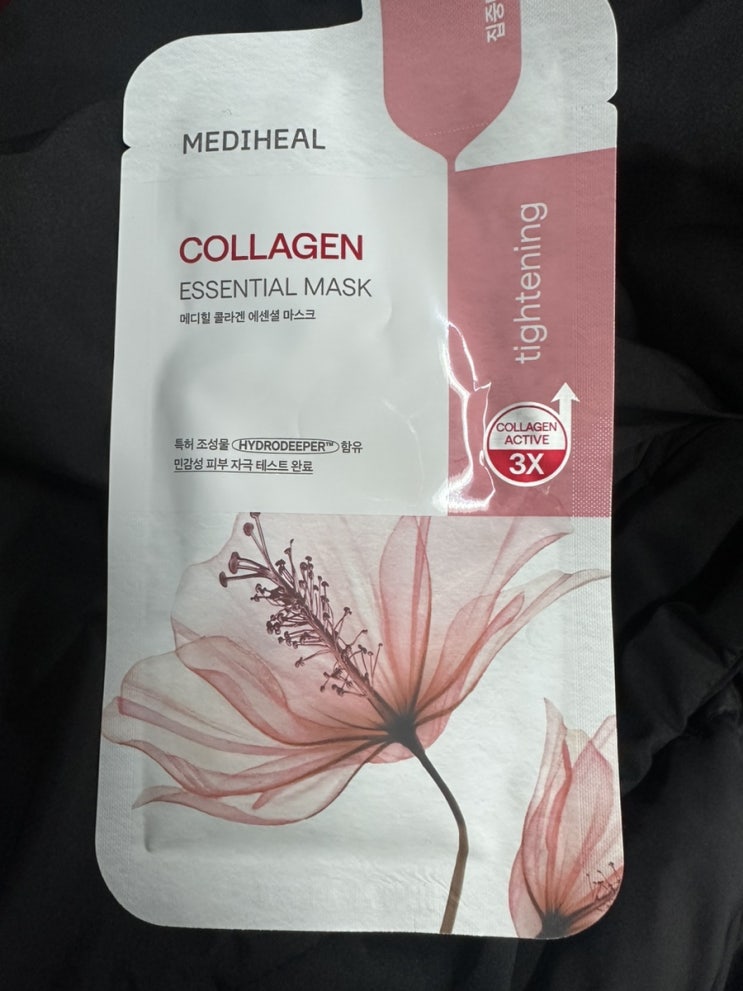 집중
MEDIHEAL
COLLAGEN
ESSENTIAL MASK
메디힐 콜라겐 에센셜 마스크
tightening
COLLAGEN
ACTIVE
3X
특허 조성물 HYDRODEEPER™ 함유
민감성 피부 자극 테스트 완료